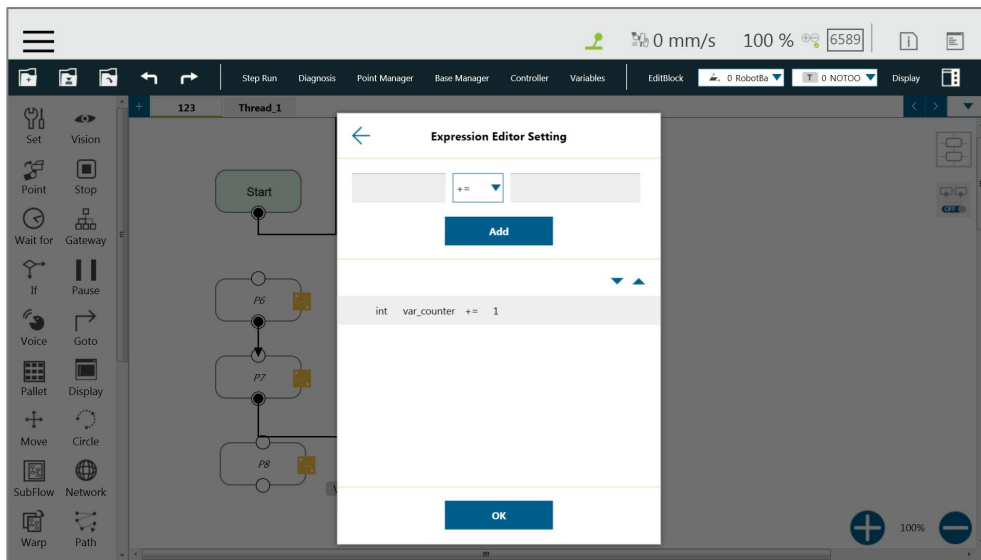 0 mm/s 100 % 6589
Step Run Diagnosis Point Manager Base Manager Controller Variables EditBlock 0 RobotBa T 0 NOTOO Display
+ 123 Thread_1
Set Vision
Point Stop
Wait for Gateway
If Pause
Voice Goto
Pallet Display
Move Circle
SubFlow Network
Warp Path
Start
P6
P7
P8
OFF
Expression Editor Setting
+=
Add
int var_counter += 1
OK
100%